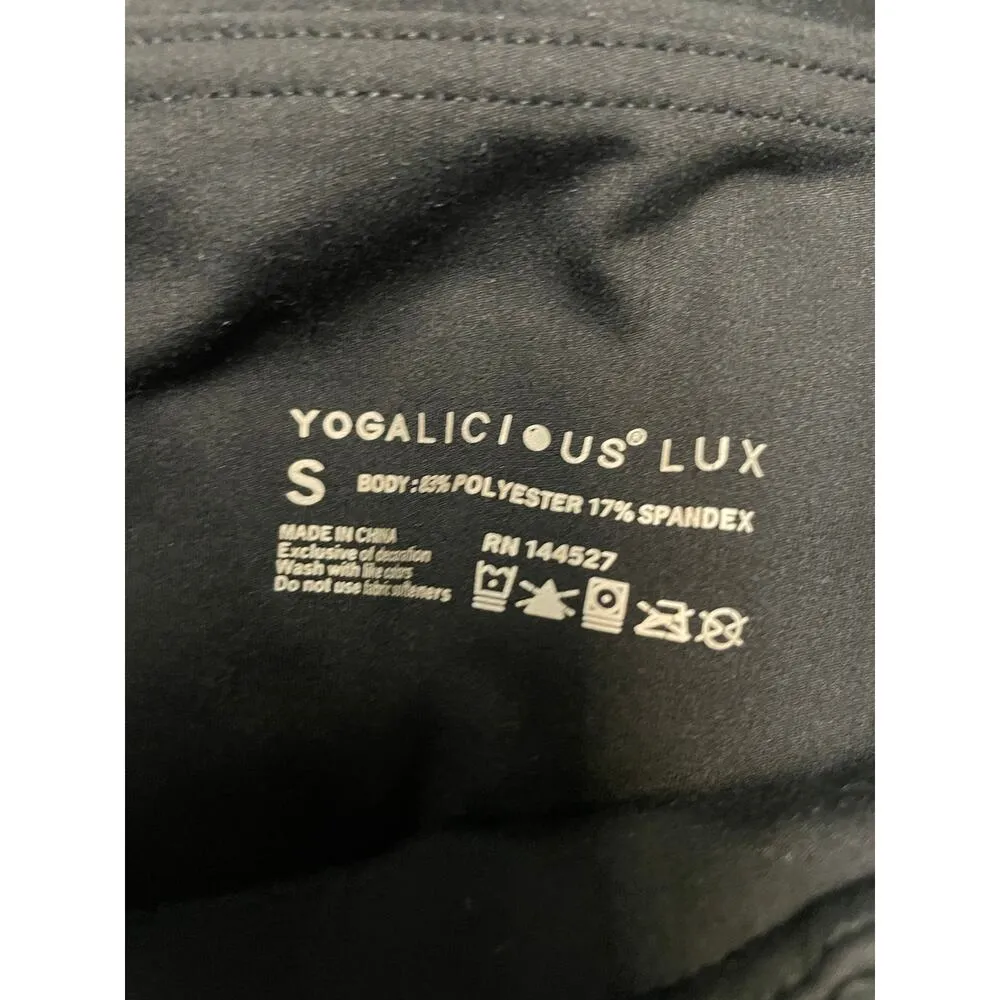 YOGALICIOUS® LUX
S
BODY: 83% POLYESTER 17% SPANDEX
MADE IN CHINA
Exclusive of decoration
Wash with like colors
Do not use fabric softeners
RN 144527